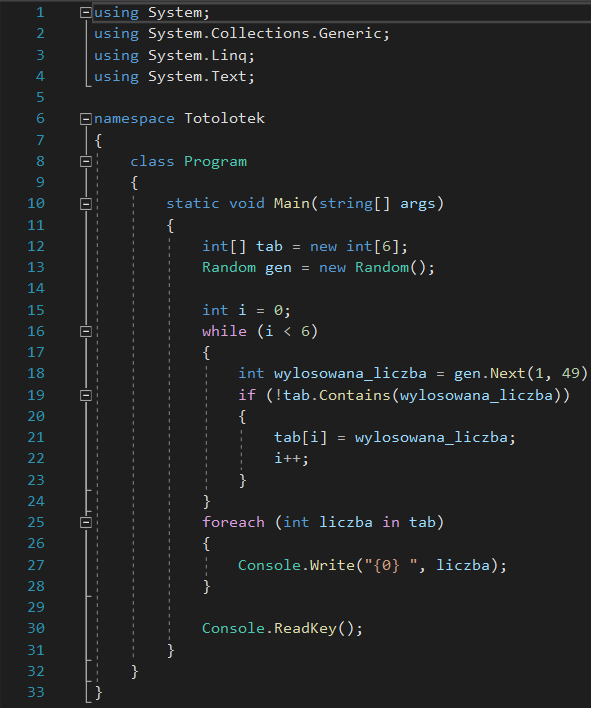 1 using System;
2 using System.Collections.Generic;
3 using System.Linq;
4 using System.Text;
5
6 namespace Totolotek
7 {
8 class Program
9 {
10 static void Main(string[] args)
11 {
12 int[] tab = new int[6];
13 Random gen = new Random();
14
15 int i = 0;
16 while (i < 6)
17 {
18 int wylosowana_liczba = gen.Next(1, 49)
19 if (!tab.Contains(wylosowana_liczba))
20 {
21 tab[i] = wylosowana_liczba;
22 i++;
23 }
24 }
25 foreach (int liczba in tab)
26 {
27 Console.Write("{0} ", liczba);
28 }
29
30 Console.ReadKey();
31 }
32 }
33 }